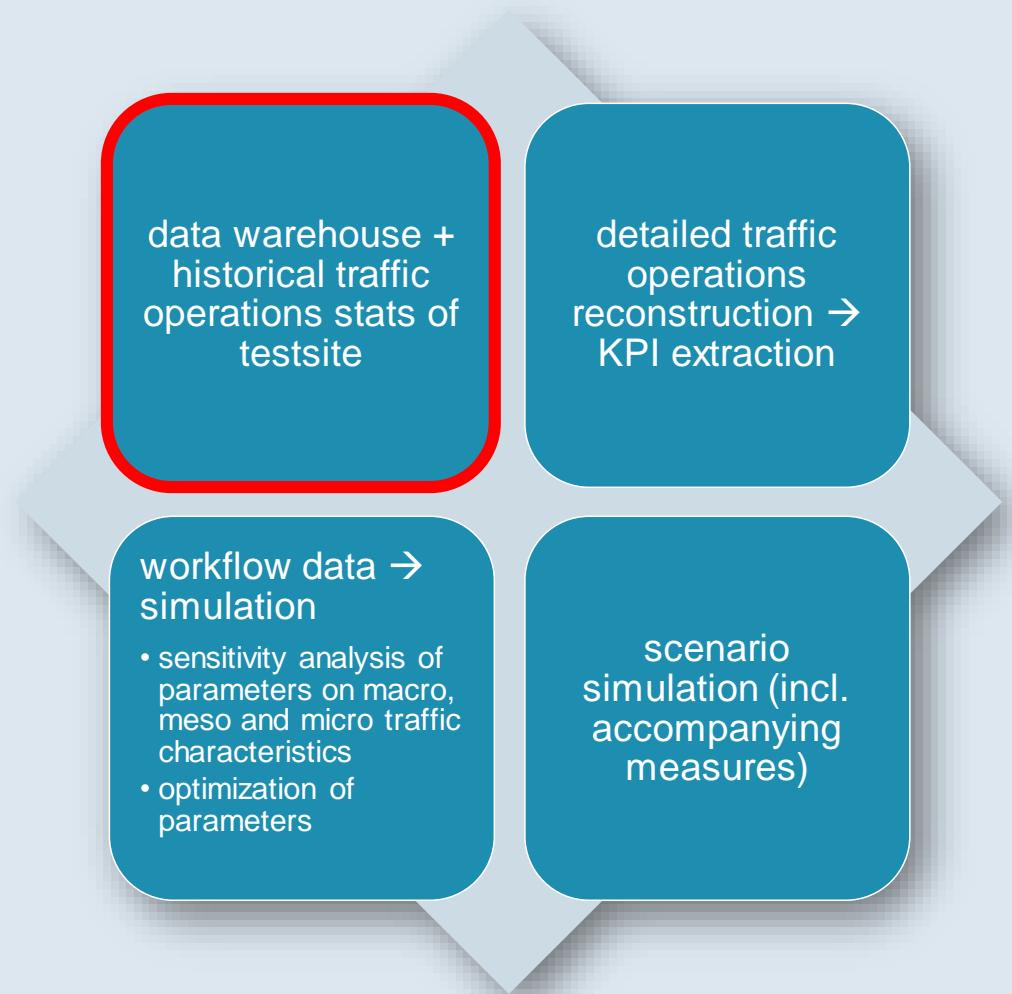 data warehouse +
historical traffic
operations stats of
testsite
detailed traffic
operations
reconstruction →
KPI extraction
workflow data →
simulation
• sensitivity analysis of
parameters on macro,
meso and micro traffic
characteristics
• optimization of
parameters
scenario
simulation (incl.
accompanying
measures)